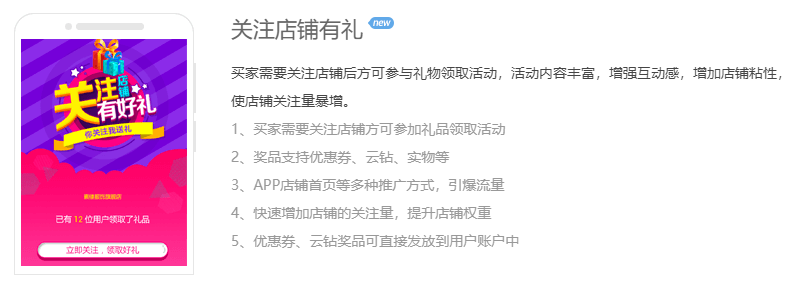 关注店铺有礼 new
买家需要关注店铺后方可参与礼物领取活动，活动内容丰富，增强互动感，增加店铺粘性，
使店铺关注量暴增。
1、买家需要关注店铺方可参加礼品领取活动
2、奖品支持优惠券、云钻、实物等
3、APP店铺首页等多种推广方式，引爆流量
4、快速增加店铺的关注量，提升店铺权重
5、优惠券、云钻奖品可直接发放到用户账户中
关注店铺
有好礼
你关注我送礼
已有 12 位用户领取了礼品
立即关注，领取好礼